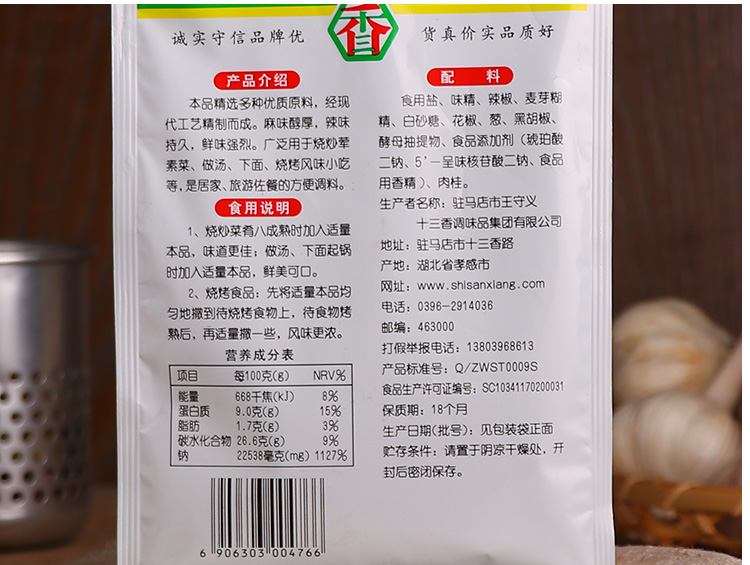 香
诚实守信品牌优
货真价实品质好
产品介绍
本品精选多种优质原料，经现
代工艺精制而成。麻味醇厚，辣味
持久，鲜味强烈。广泛用于烧炒荤
素菜、做汤、下面、烧烤风味小吃
等，是居家、旅游佐餐的方便调料。
食用说明
1、烧炒菜肴八成熟时加入适量
本品，味道更佳；做汤、下面起锅
时加入适量本品，鲜美可口。
2、烧烤食品：先将适量本品均
匀地撒到待烧烤食物上，待食物烤
熟后，再适量撒一些，风味更浓。
营养成分表
项目 每100克(g) NRV%
能量 668千焦(kJ) 8%
蛋白质 9.0克(g) 15%
脂肪 1.7克(g) 3%
碳水化合物 26.6克(g) 9%
钠 22538毫克(mg) 1127%
6 906303 004766
配 料
食用盐、味精、辣椒、麦芽糊
精、白砂糖、花椒、葱、黑胡椒、
酵母抽提物、食品添加剂（琥珀酸
二钠、5'-呈味核苷酸二钠、食品
用香精）、肉桂。
生产者名称：驻马店市王守义
十三香调味品集团有限公司
地址：驻马店市十三香路
产地：湖北省孝感市
网址：www.shisanxiang.com
电话：0396-2914036
邮编：463000
打假举报电话：13803968613
产品标准号：Q/ZWST0009S
食品生产许可证编号：SC10341170200031
保质期：18个月
生产日期(批号)：见包装袋正面
贮存条件：请置于阴凉干燥处，开
封后密闭保存。